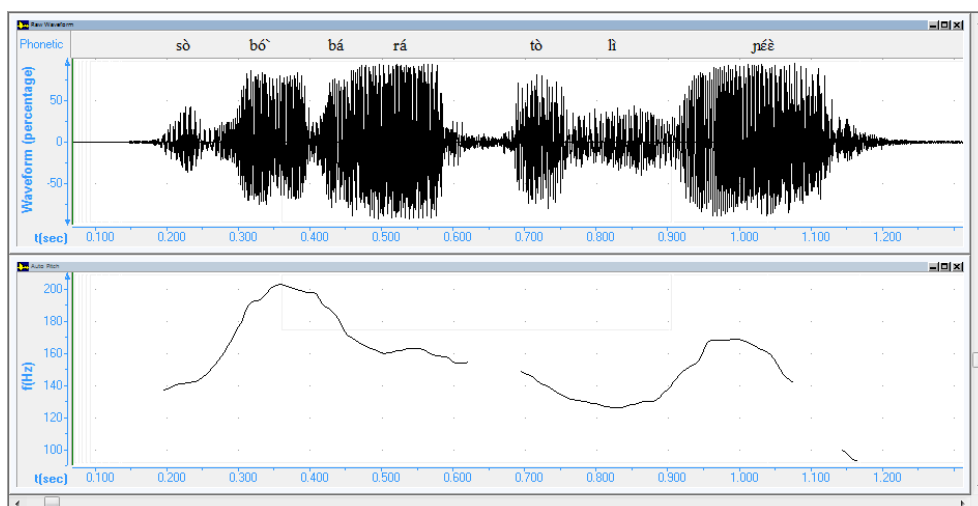 Raw Waveform
Phonetic sò bó` bá rá tò lì ɲɛ́ɛ̀
Waveform (percentage)
50
0
-50
t(sec) 0.100 0.200 0.300 0.400 0.500 0.600 0.700 0.800 0.900 1.000 1.100 1.200
Auto Pitch
f(Hz)
200
180
160
140
120
100
t(sec) 0.100 0.200 0.300 0.400 0.500 0.600 0.700 0.800 0.900 1.000 1.100 1.200